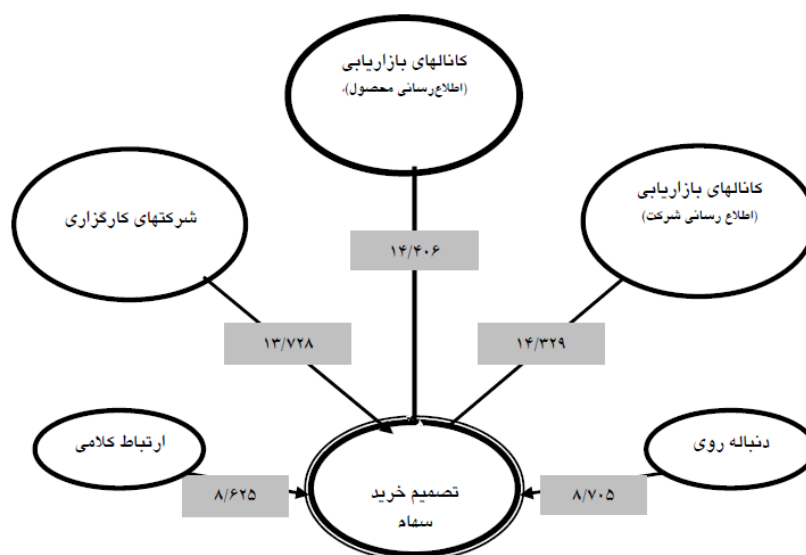 کانالهای بازاریابی
(اطلاع‌رسانی محصول)،
کانالهای بازاریابی
(اطلاع رسانی شرکت)
شرکتهای کارگزاری
۱۴/۴۰۶
۱۴/۳۲۹
۱۳/۷۲۸
دنباله روی
ارتباط کلامی
تصمیم خرید
سهام
۸/۷۰۵
۸/۶۲۵